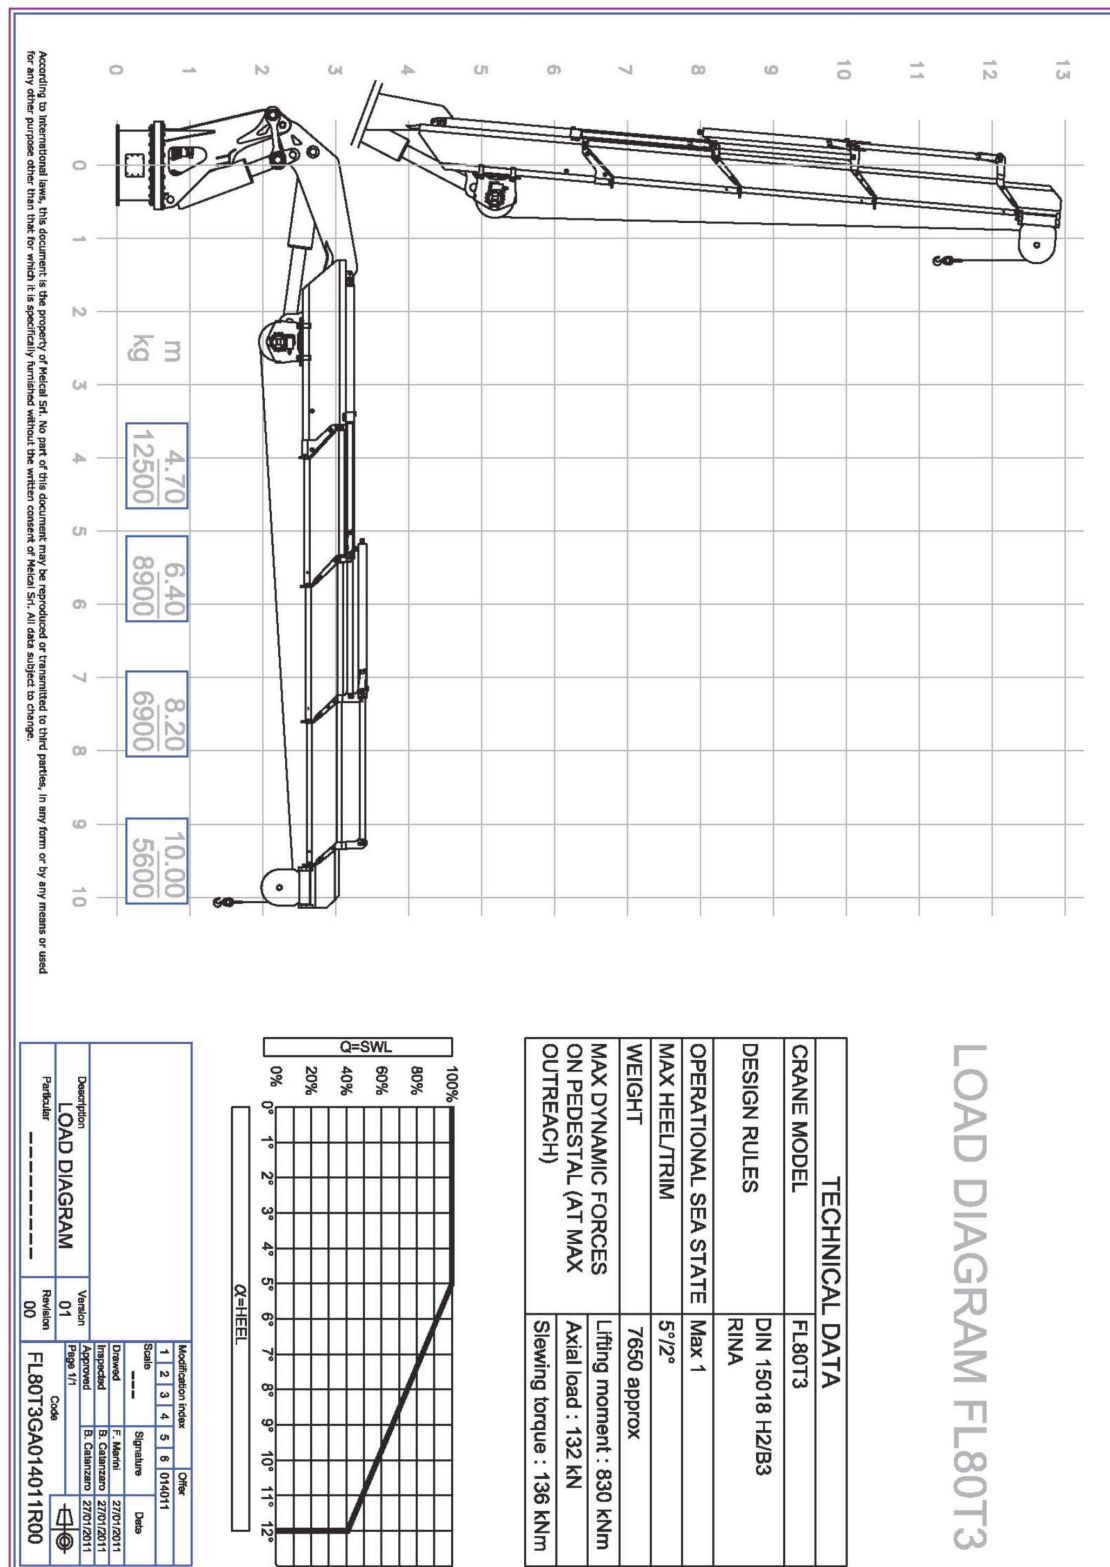 LOAD DIAGRAM FL80T3
13
12
11
10
9
8
7
6
5
4
3
2
1
0
0
1
2
3
4
5
6
7
8
9
10
m
kg
4.70
12500
6.40
8900
8.20
6900
10.00
5600
TECHNICAL DATA
CRANE MODEL FL80T3
DESIGN RULES DIN 15018 H2/B3
RINA
OPERATIONAL SEA STATE Max 1
MAX HEEL/TRIM 5°/2°
WEIGHT 7650 approx
MAX DYNAMIC FORCES
ON PEDESTAL (AT MAX
OUTREACH)
Lifting moment : 830 kNm
Axial load : 132 kN
Slewing torque : 136 kNm
Q=SWL
100%
80%
60%
40%
20%
0%
0° 1° 2° 3° 4° 5° 6° 7° 8° 9° 10° 11° 12°
α=HEEL
Modification index Offer
1 2 3 4 5 6 014011
Scale Signature Date
---
Drawed F. Marini 27/01/2011
Inspected B. Catanzaro 27/01/2011
Approved B. Catanzaro 27/01/2011
Description
LOAD DIAGRAM
Version
01
Page 1/1
Particular
--------
Revision
00
Code
FL80T3GA014011R00
According to international laws, this document is the property of Melcal Srl. No part of this document may be reproduced or transmitted to third parties, in any form or by any means or used
for any other purpose other than that for which it is specifically furnished without the written consent of Melcal Srl. All data subject to change.